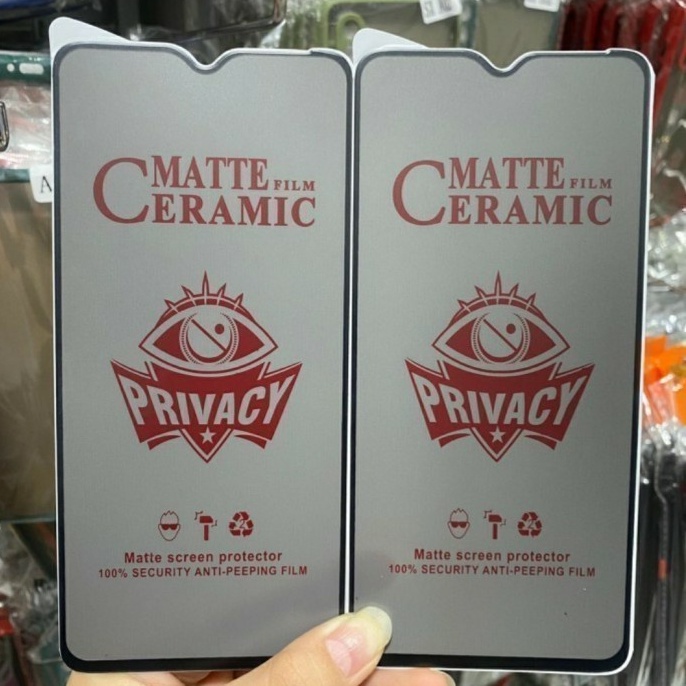 MATTE FILM
CERAMIC
PRIVACY
Matte screen protector
100% SECURITY ANTI-PEEPING FILM
MATTE FILM
CERAMIC
PRIVACY
Matte screen protector
100% SECURITY ANTI-PEEPING FILM